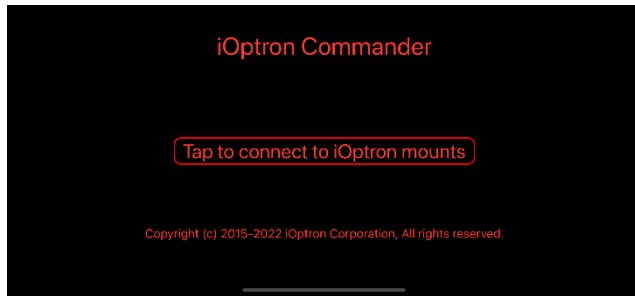 iOptron Commander
Tap to connect to iOptron mounts
Copyright (c) 2015-2022 iOptron Corporation, All rights reserved.